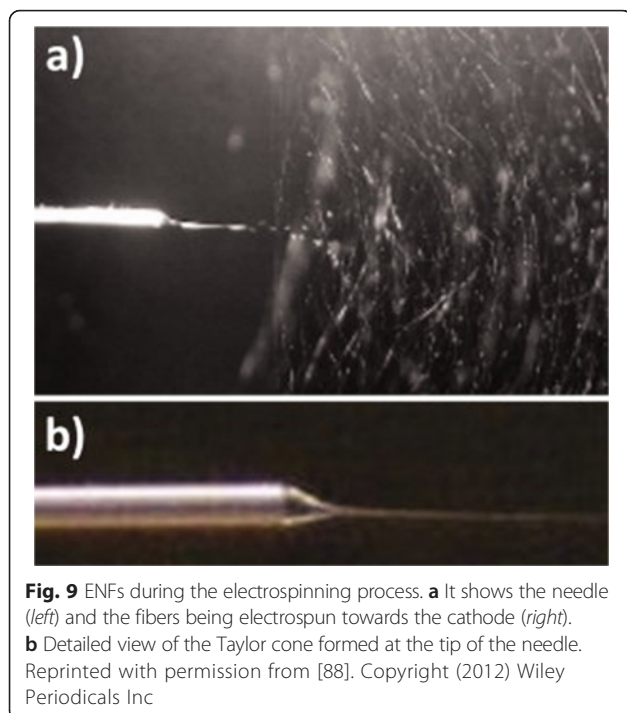 a)
b)
Fig. 9 ENFs during the electrospinning process. a It shows the needle
(left) and the fibers being electrospun towards the cathode (right).
b Detailed view of the Taylor cone formed at the tip of the needle.
Reprinted with permission from [88]. Copyright (2012) Wiley
Periodicals Inc